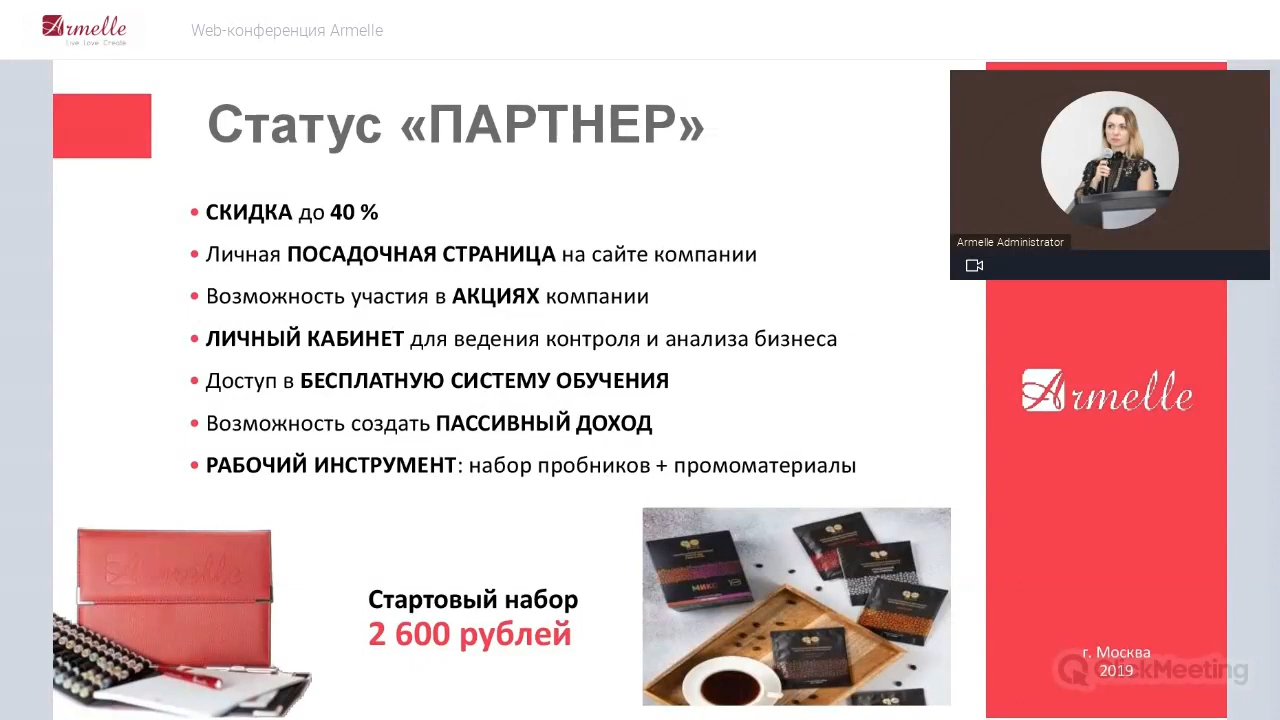 Armelle
Live Love Create
Web-конференция Armelle
Статус «ПАРТНЕР»
• СКИДКА до 40 %
• Личная ПОСАДОЧНАЯ СТРАНИЦА на сайте компании
• Возможность участия в АКЦИЯХ компании
• ЛИЧНЫЙ КАБИНЕТ для ведения контроля и анализа бизнеса
• Доступ в БЕСПЛАТНУЮ СИСТЕМУ ОБУЧЕНИЯ
• Возможность создать ПАССИВНЫЙ ДОХОД
• РАБОЧИЙ ИНСТРУМЕНТ: набор пробников + промоматериалы
Armelle Administrator
Armelle
Armelle
Стартовый набор
2 600 рублей
МИКС
г. Москва
2019
ClickMeeting